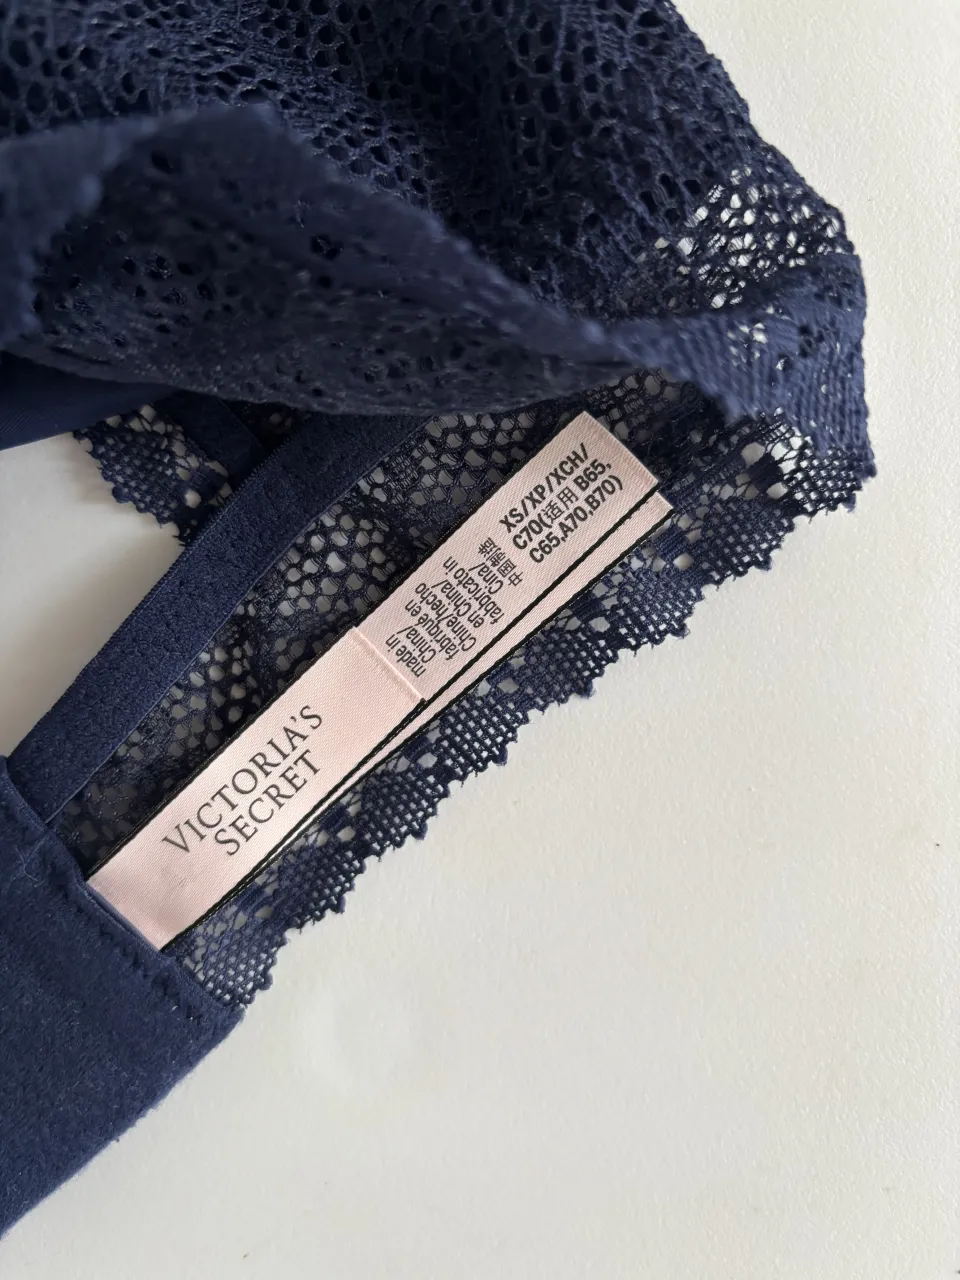 VICTORIA'S
SECRET
XS/XP/XCH/
C70(适用 B65,
C65,A70,B70)
made in
China/
fabriqué en
Chine/hecho
en China/
fabbricato in
Cina/
中国制造